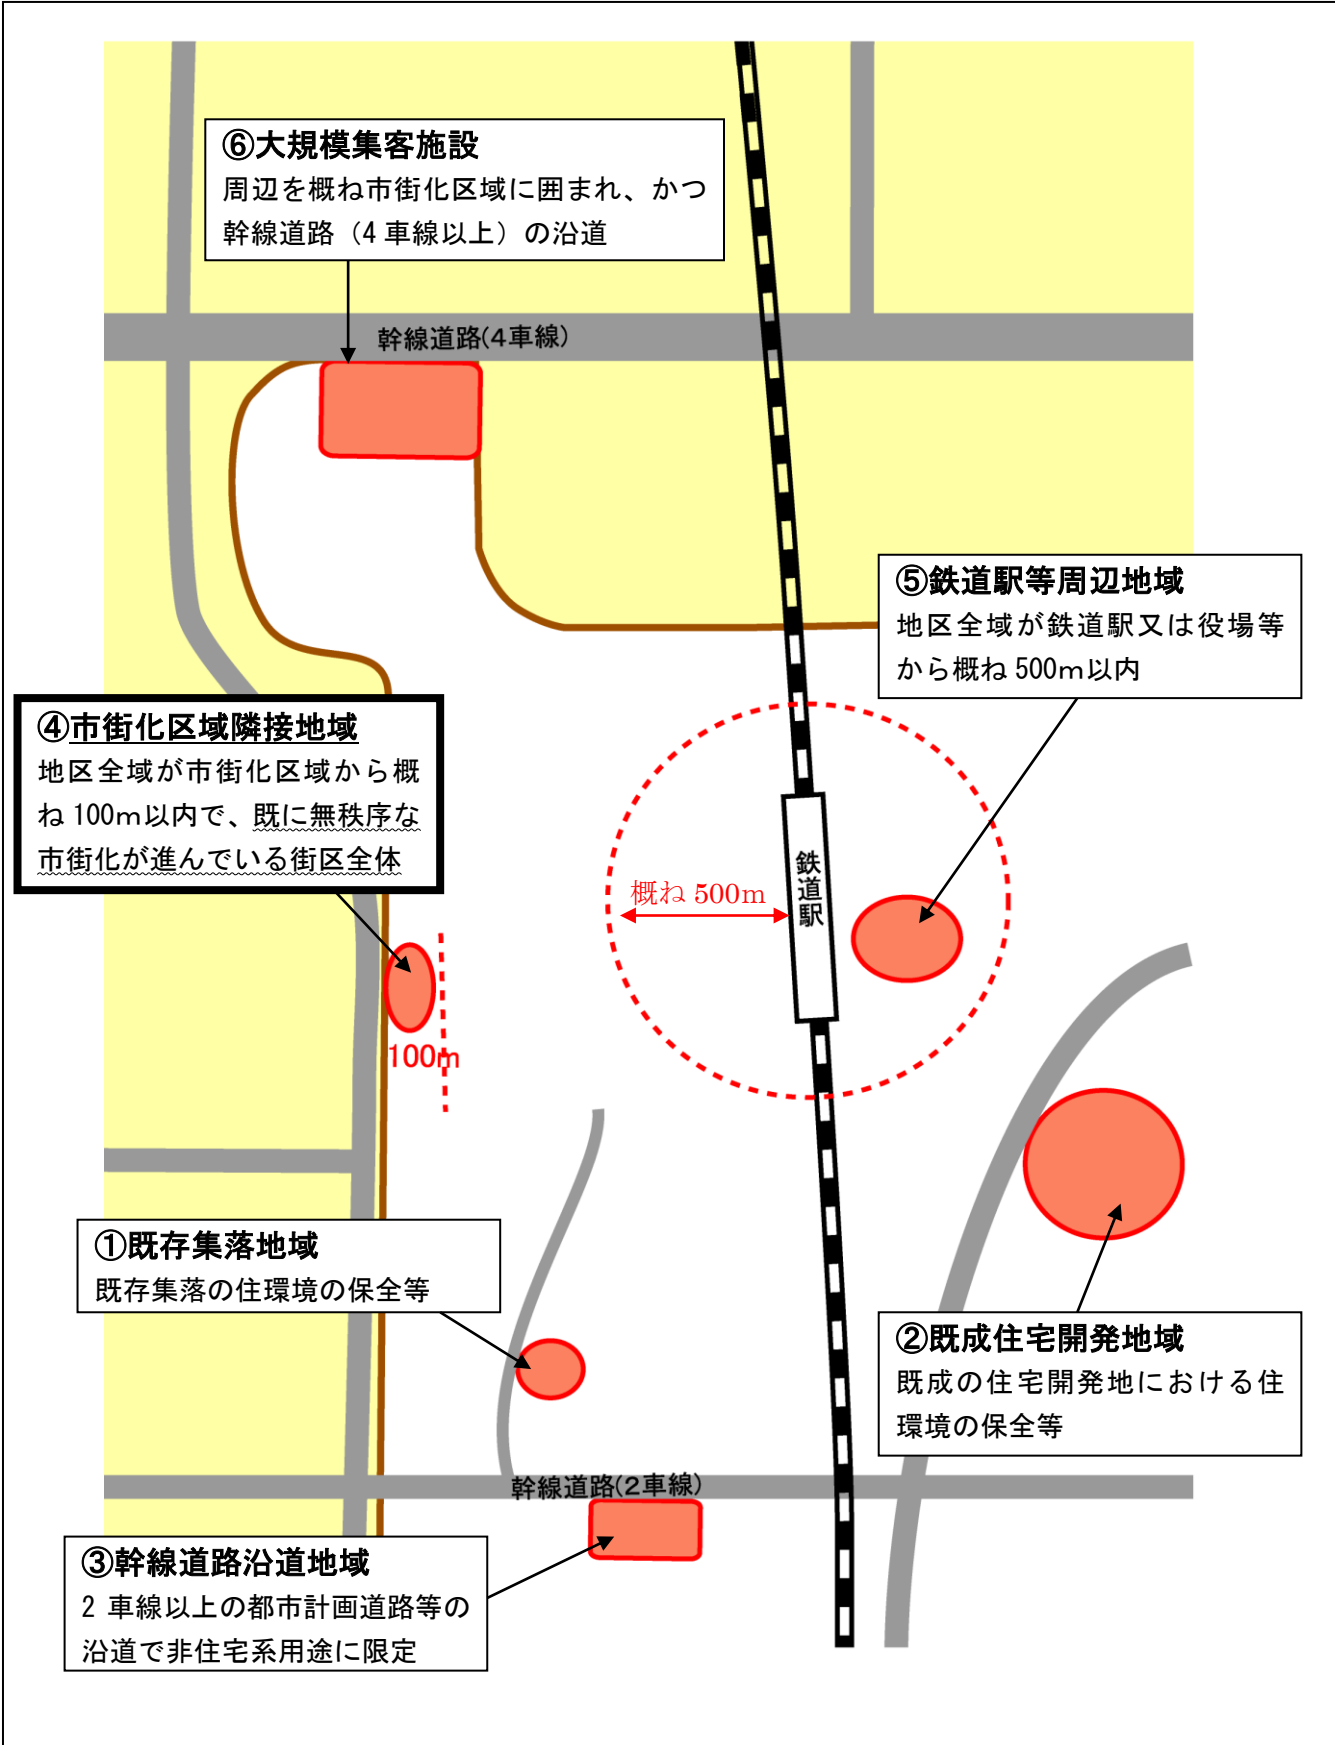 ⑥大規模集客施設
周辺を概ね市街化区域に囲まれ、かつ
幹線道路（4車線以上）の沿道
幹線道路(4車線)
⑤鉄道駅等周辺地域
地区全域が鉄道駅又は役場等
から概ね500m以内
④市街化区域隣接地域
地区全域が市街化区域から概
ね100m以内で、既に無秩序な
市街化が進んでいる街区全体
鉄道駅
概ね500m
100m
①既存集落地域
既存集落の住環境の保全等
②既成住宅開発地域
既成の住宅開発地における住
環境の保全等
幹線道路(2車線)
③幹線道路沿道地域
2車線以上の都市計画道路等の
沿道で非住宅系用途に限定